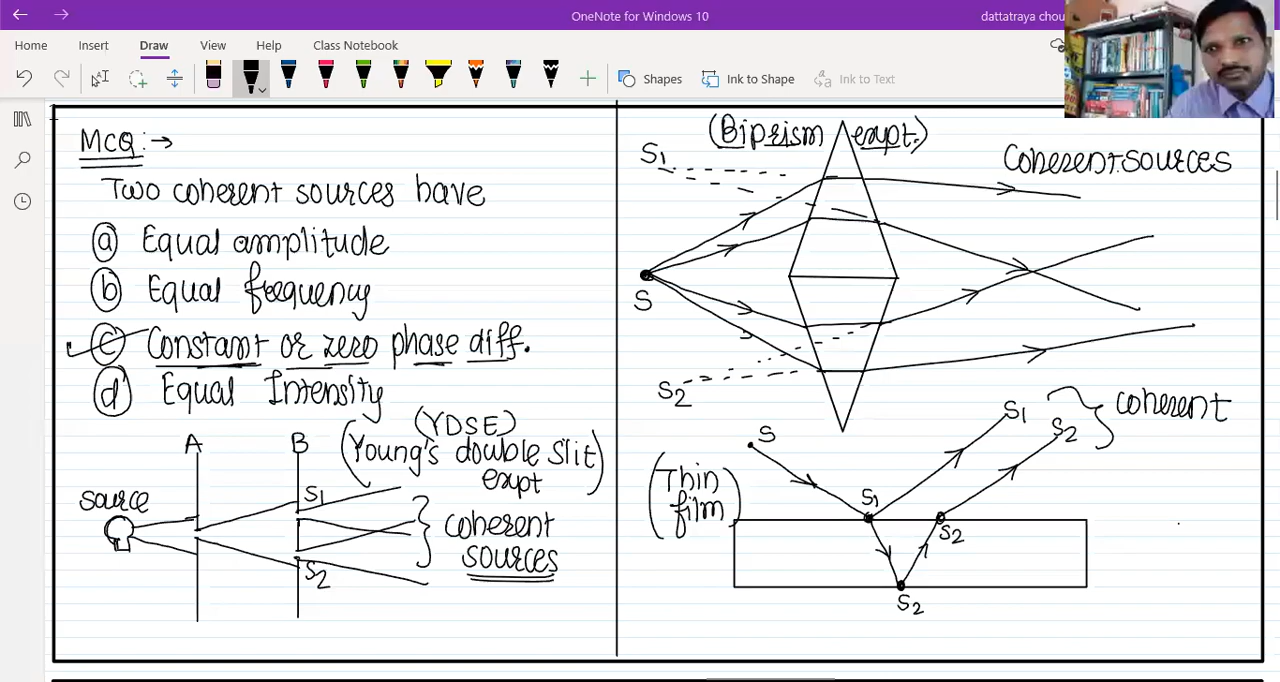 OneNote for Windows 10
dattatraya chou
Home Insert Draw View Help Class Notebook
Shapes Ink to Shape Ink to Text
MCQ:→
Two coherent sources have
(a) Equal amplitude
(b) Equal frequency
(c) Constant or zero phase diff.
(d) Equal Intensity
(YDSE)
(Young's double slit
expt)
A B
source
S1
S2
coherent
sources
(Biprism expt.)
S1
Coherent sources
S
S2
S
S1
S2
coherent
(Thin
film)
S1
S2
S2